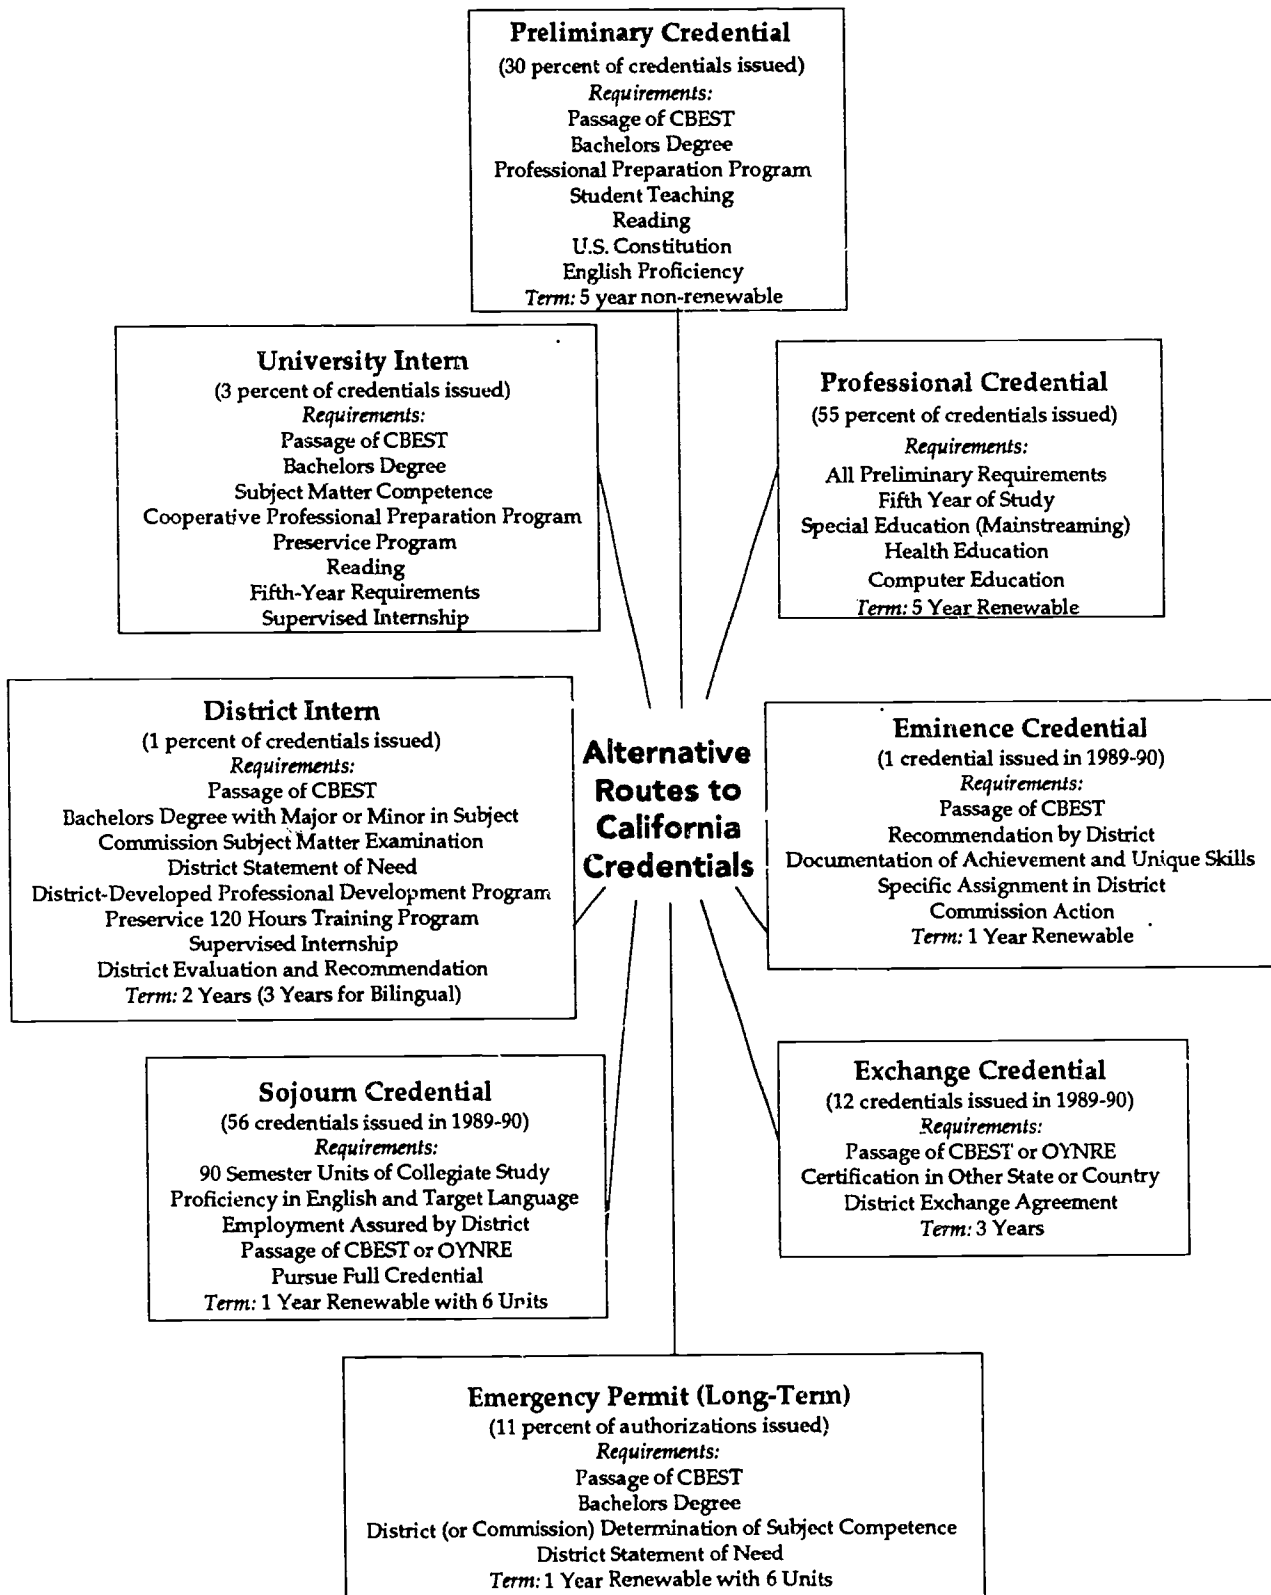 Preliminary Credential
(30 percent of credentials issued)
Requirements:
Passage of CBEST
Bachelors Degree
Professional Preparation Program
Student Teaching
Reading
U.S. Constitution
English Proficiency
Term: 5 year non-renewable
University Intern
(3 percent of credentials issued)
Requirements:
Passage of CBEST
Bachelors Degree
Subject Matter Competence
Cooperative Professional Preparation Program
Preservice Program
Reading
Fifth-Year Requirements
Supervised Internship
Professional Credential
(55 percent of credentials issued)
Requirements:
All Preliminary Requirements
Fifth Year of Study
Special Education (Mainstreaming)
Health Education
Computer Education
Term: 5 Year Renewable
District Intern
(1 percent of credentials issued)
Requirements:
Passage of CBEST
Bachelors Degree with Major or Minor in Subject
Commission Subject Matter Examination
District Statement of Need
District-Developed Professional Development Program
Preservice 120 Hours Training Program
Supervised Internship
District Evaluation and Recommendation
Term: 2 Years (3 Years for Bilingual)
Alternative
Routes to
California
Credentials
Eminence Credential
(1 credential issued in 1989-90)
Requirements:
Passage of CBEST
Recommendation by District
Documentation of Achievement and Unique Skills
Specific Assignment in District
Commission Action
Term: 1 Year Renewable
Sojourn Credential
(56 credentials issued in 1989-90)
Requirements:
90 Semester Units of Collegiate Study
Proficiency in English and Target Language
Employment Assured by District
Passage of CBEST or OYNRE
Pursue Full Credential
Term: 1 Year Renewable with 6 Units
Exchange Credential
(12 credentials issued in 1989-90)
Requirements:
Passage of CBEST or OYNRE
Certification in Other State or Country
District Exchange Agreement
Term: 3 Years
Emergency Permit (Long-Term)
(11 percent of authorizations issued)
Requirements:
Passage of CBEST
Bachelors Degree
District (or Commission) Determination of Subject Competence
District Statement of Need
Term: 1 Year Renewable with 6 Units